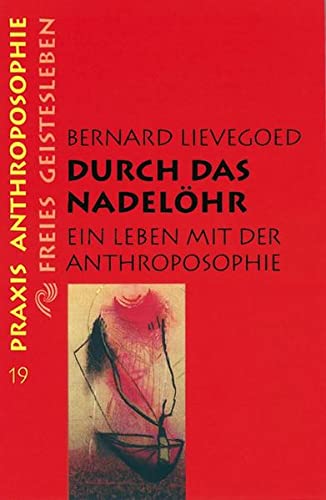 PRAXIS ANTHROPOSOPHIE
FREIES GEISTESLEBEN
19
BERNARD LIEVEGOED
DURCH DAS
NADELÖHR
EIN LEBEN MIT DER
ANTHROPOSOPHIE